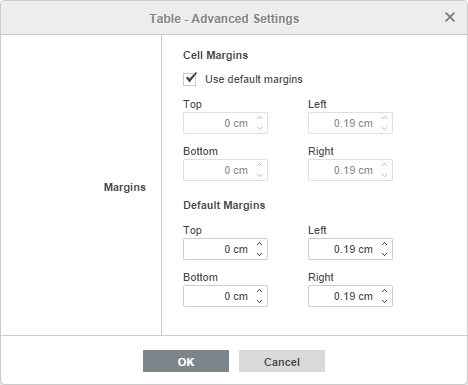 Table - Advanced Settings
Margins
Cell Margins
Use default margins
Top Left
0 cm 0.19 cm
Bottom Right
0 cm 0.19 cm
Default Margins
Top Left
0 cm 0.19 cm
Bottom Right
0 cm 0.19 cm
OK Cancel